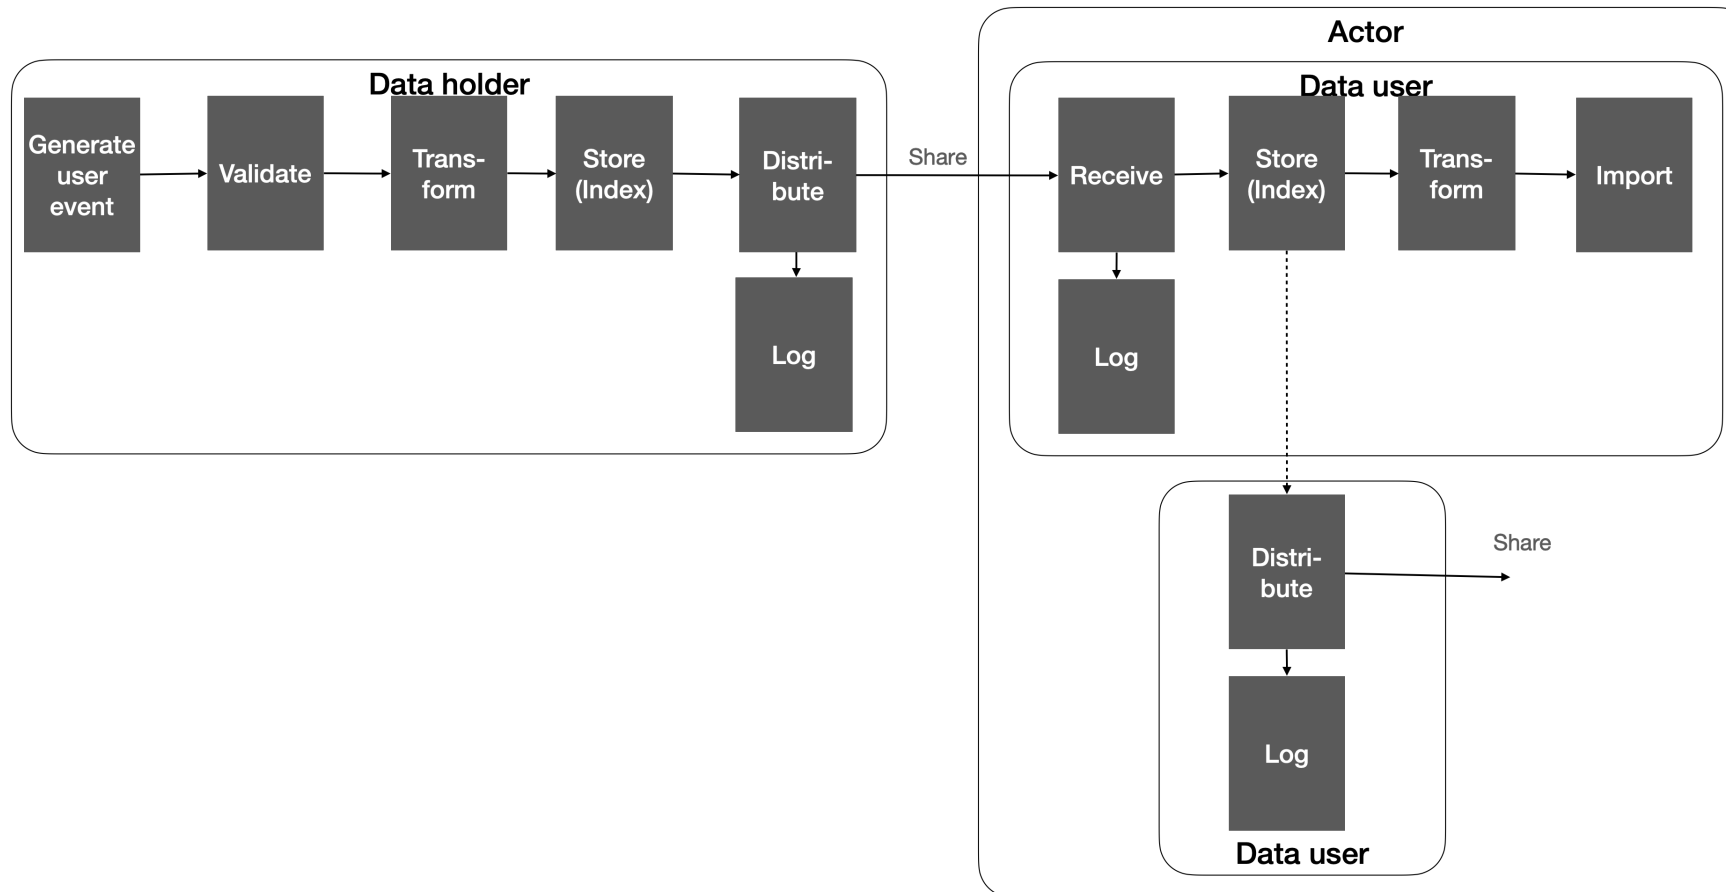 Actor
Data holder
Data user
Generate
user
event
Validate
Trans-
form
Store
(Index)
Distri-
bute
Log
Share
Receive
Log
Store
(Index)
Trans-
form
Import
Distri-
bute
Share
Log
Data user